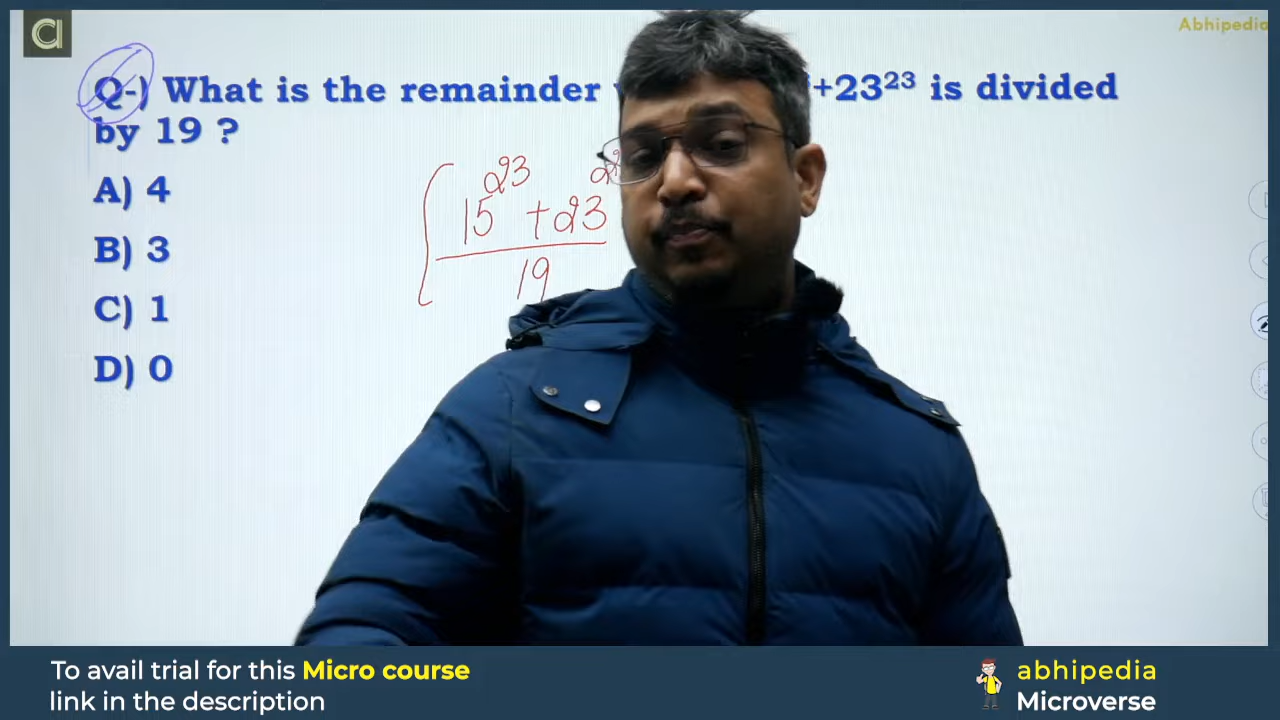 Abhipedia
Q-) What is the remainder +23²³ is divided
by 19 ?
A) 4
B) 3
C) 1
D) 0
15²³ + 23
19
To avail trial for this Micro course
link in the description
abhipedia
Microverse